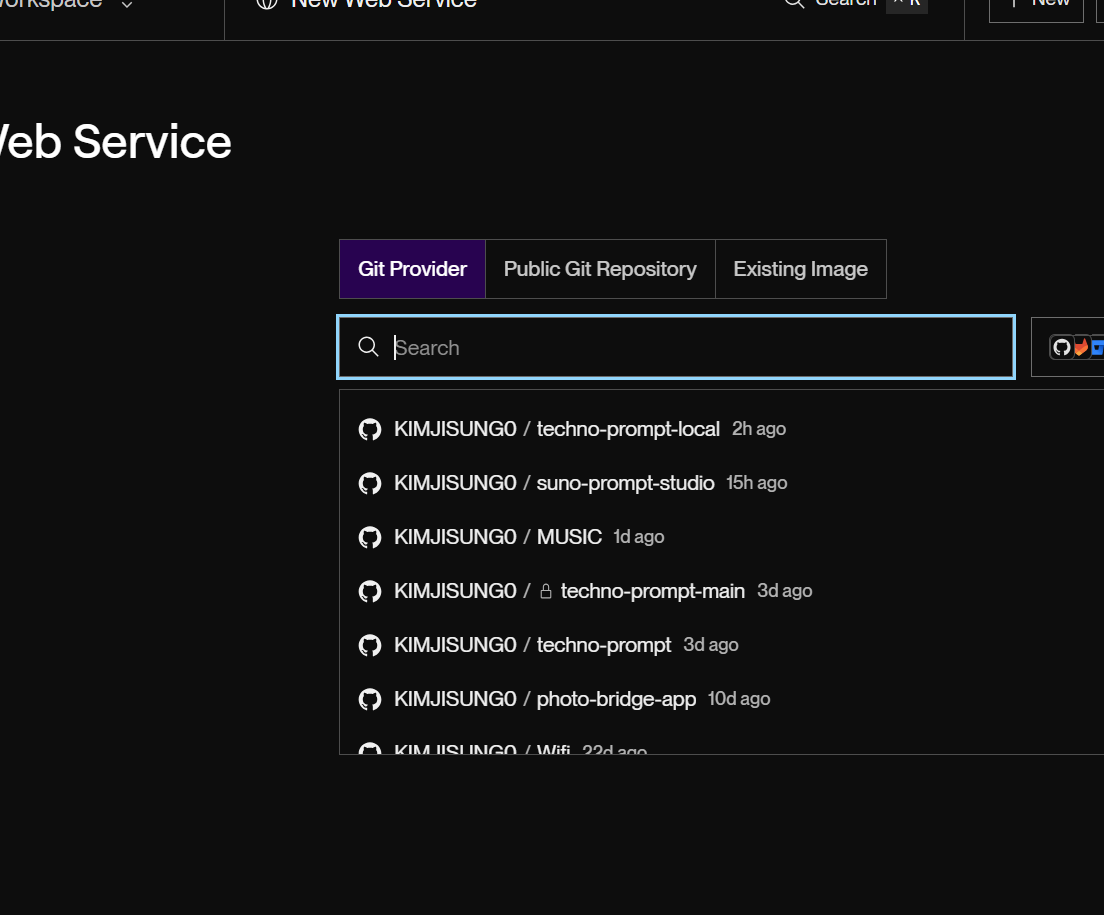 Workspace
New Web Service
Search
K
New
Web Service
Git Provider
Public Git Repository
Existing Image
Search
KIMJISUNG0 / techno-prompt-local 2h ago
KIMJISUNG0 / suno-prompt-studio 15h ago
KIMJISUNG0 / MUSIC 1d ago
KIMJISUNG0 / techno-prompt-main 3d ago
KIMJISUNG0 / techno-prompt 3d ago
KIMJISUNG0 / photo-bridge-app 10d ago
KIMJISUNG0 / Wifi 22d ago